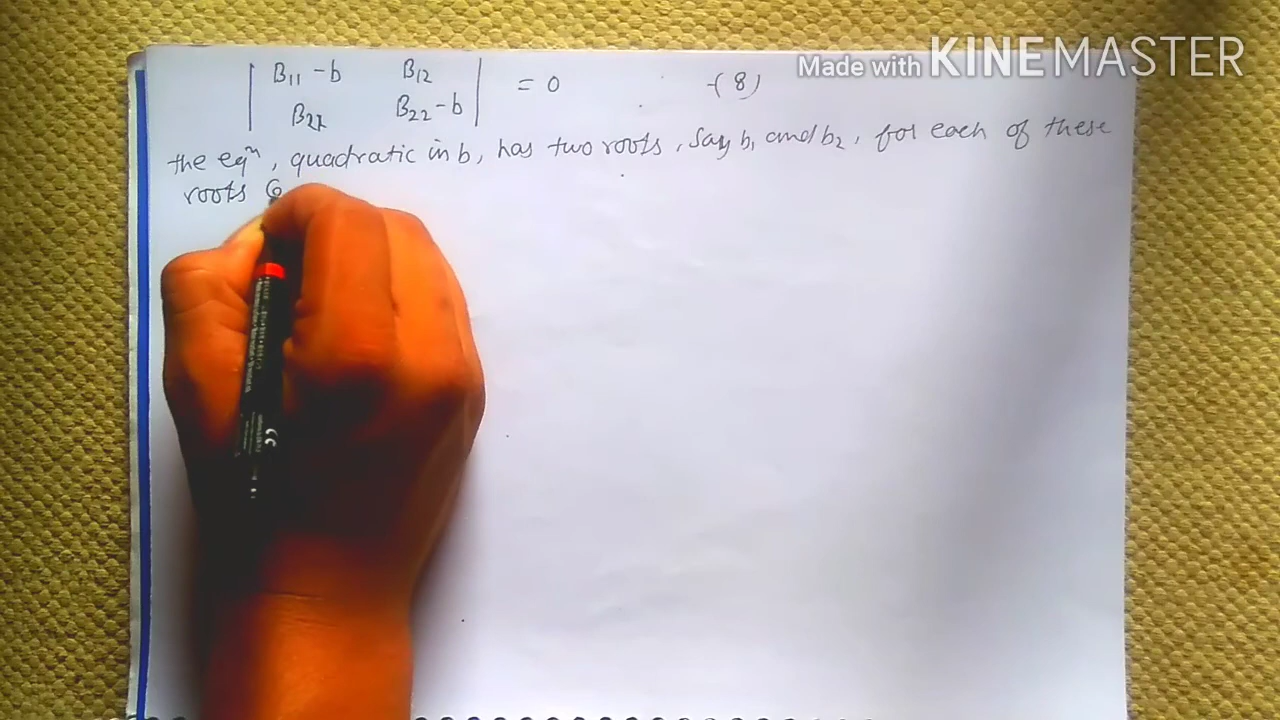 Made with KINEMASTER
| B₁₁ - b B₁₂ | = 0 -(8)
| B₂₁ B₂₂ - b |
the eqⁿ, quadratic in b, has two roots, say b₁ and b₂, for each of these
roots